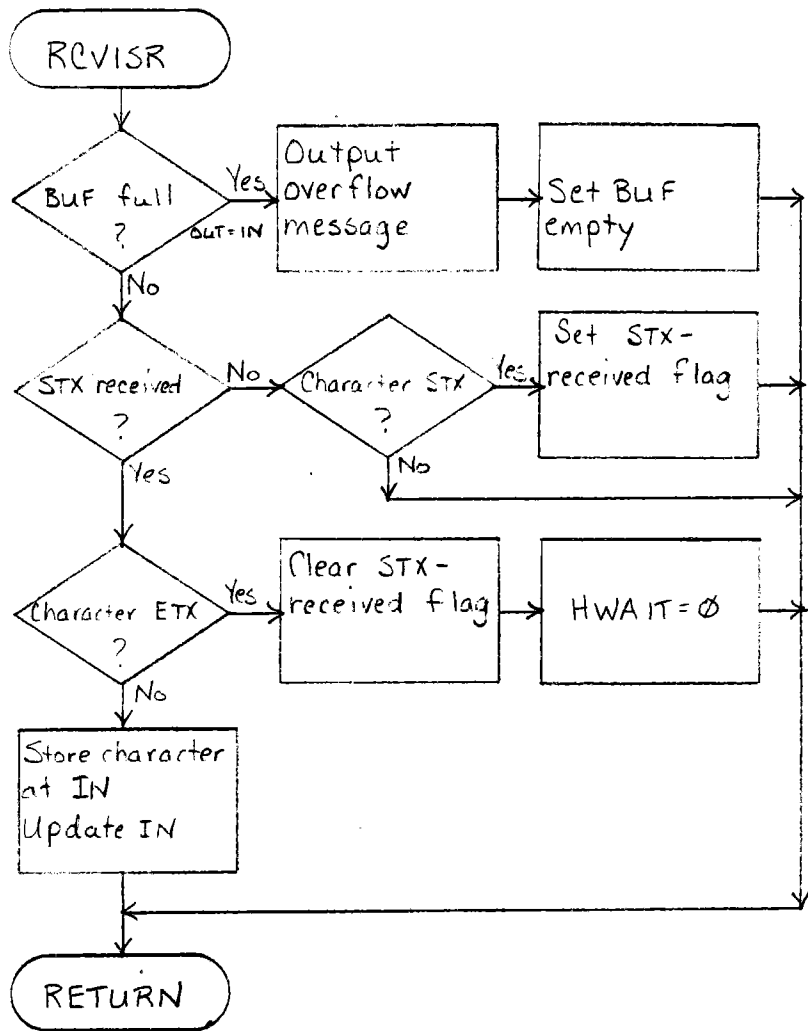 RCVISR
BUF full
?
Yes
OUT=IN
Output
overflow
message
Set BUF
empty
No
STX received
?
No
Character STX
?
Yes
Set STX-
received flag
No
Yes
Character ETX
?
Yes
Clear STX-
received flag
HWAIT=Ø
No
Store character
at IN
Update IN
RETURN